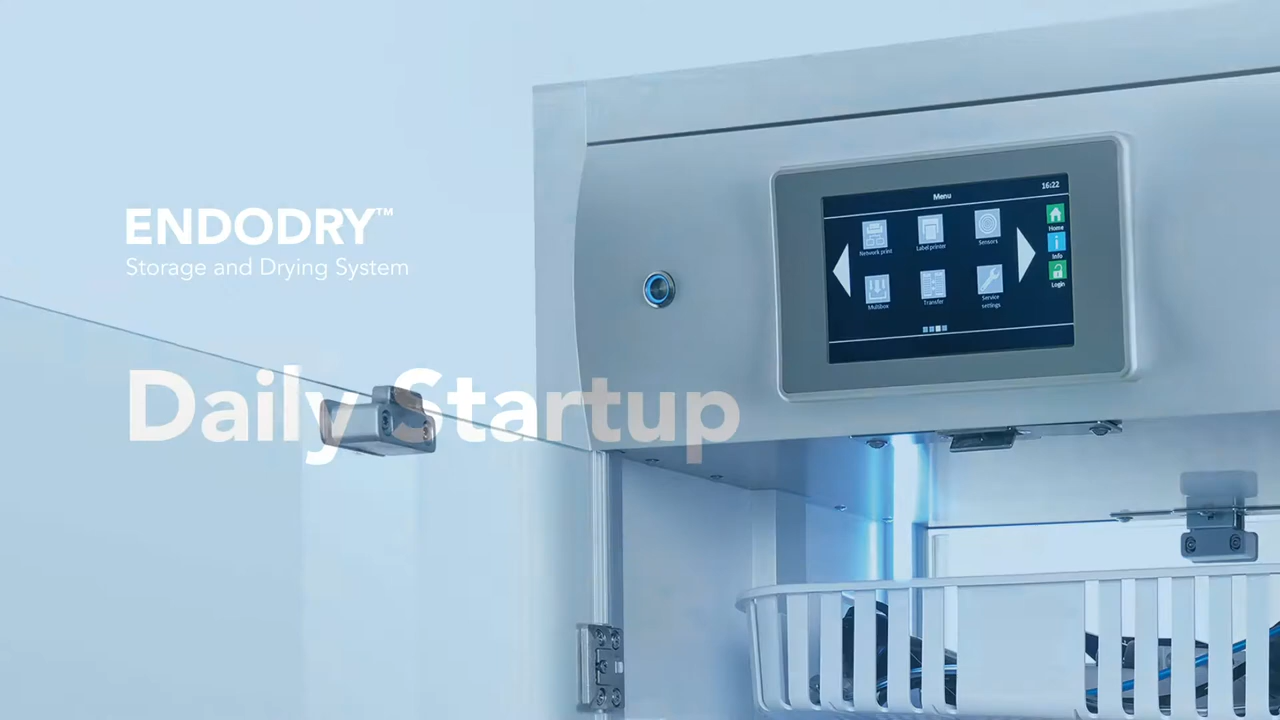 ENDODRY™
Storage and Drying System
Daily Startup
Menu
16:22
Network print
Label printer
Sensors
Home
Info
Multibox
Transfer
Service
settings
Login